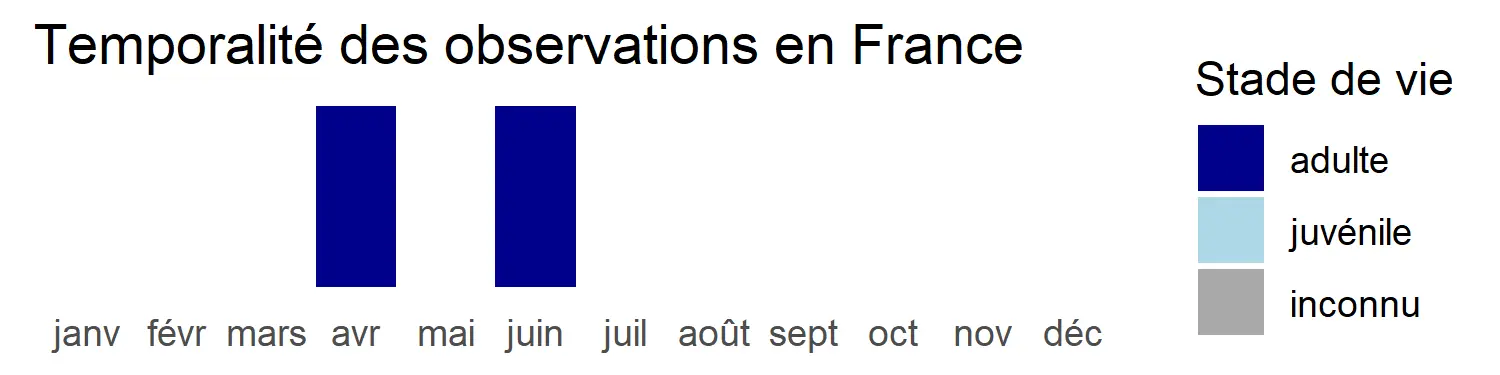 Temporalité des observations en France
Stade de vie
adulte
juvénile
inconnu
janv févr mars avr mai juin juil août sept oct nov déc